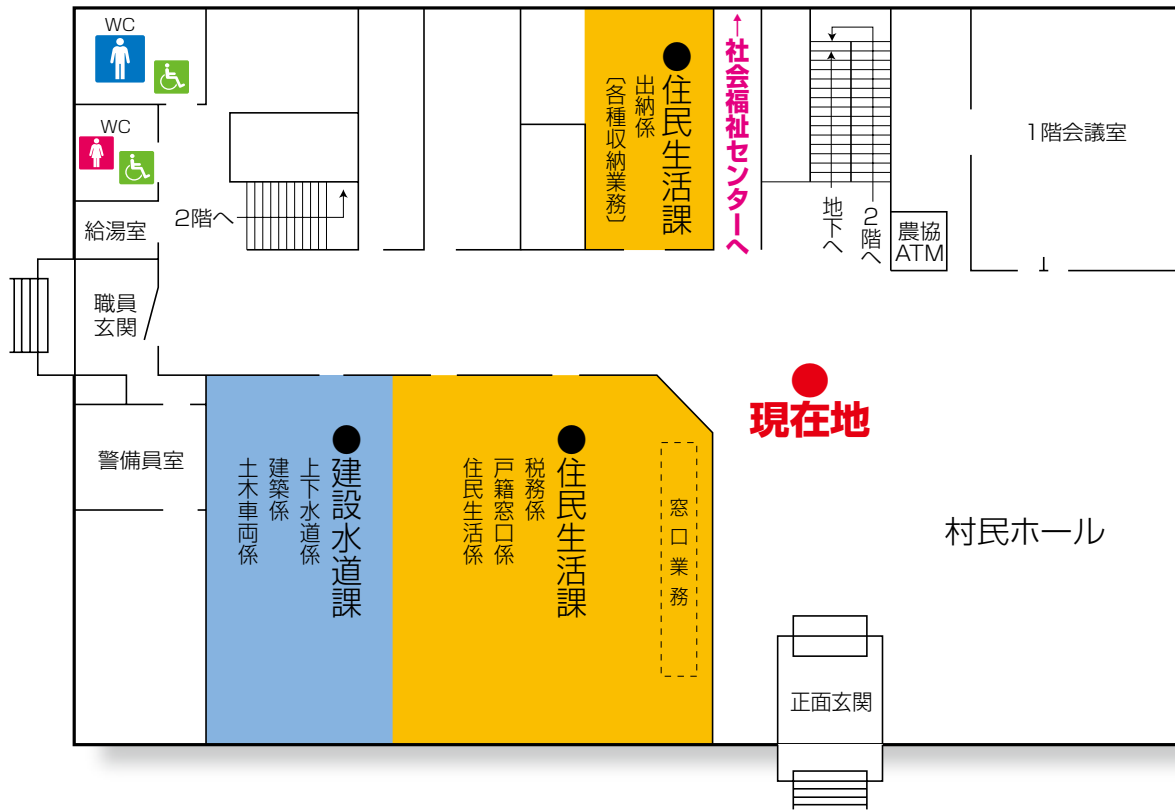 WC
WC
給湯室
2階へ
職員
玄関
警備員室
●住民生活課
出納係
〔各種収納業務〕
←社会福祉センターへ
地下へ
2階へ
農協
ATM
1階会議室
現在地
●建設水道課
上下水道係
建築係
土木車両係
●住民生活課
税務係
戸籍窓口係
住民生活係
窓口業務
村民ホール
正面玄関